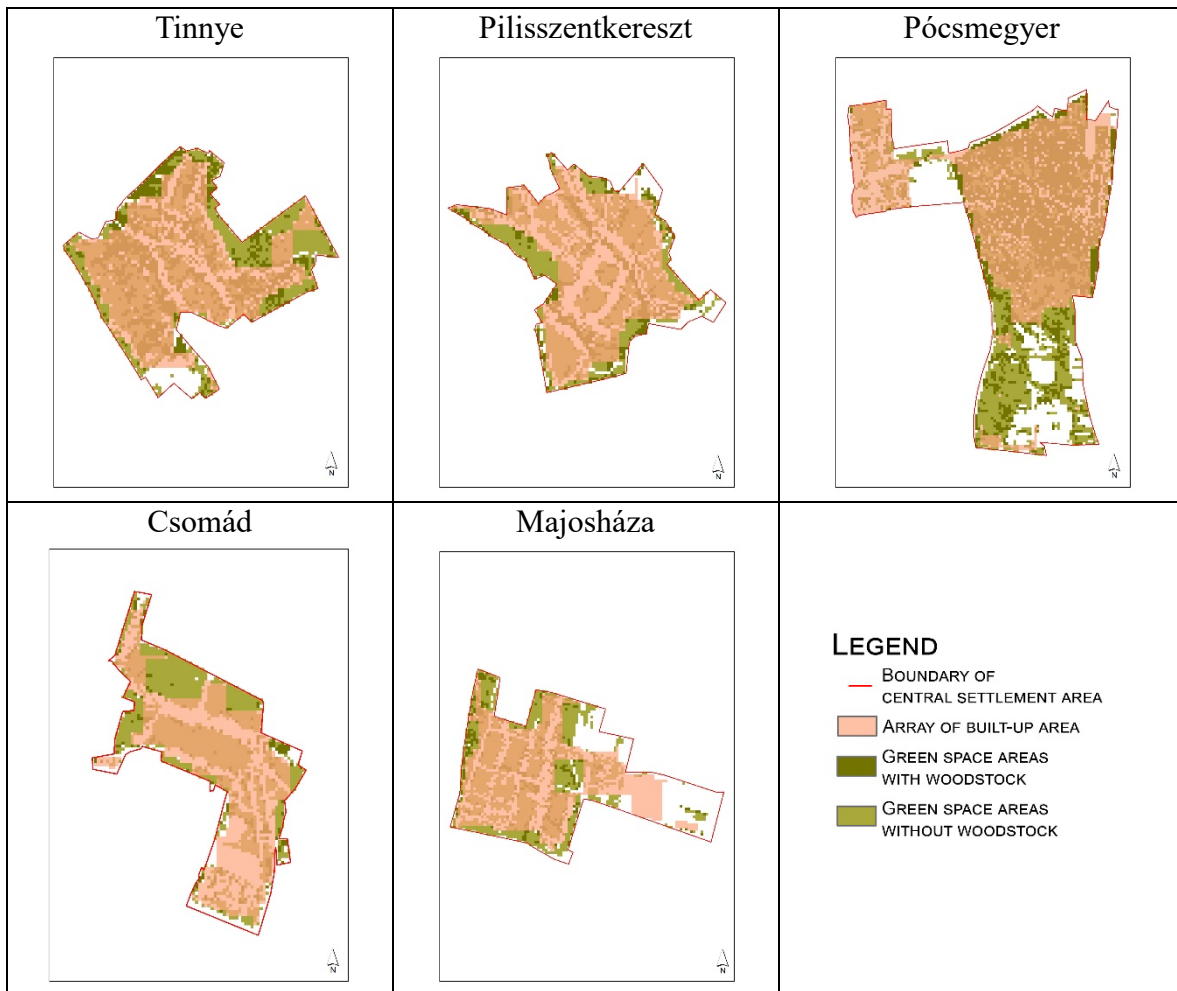 Tinnye
Pilisszentkereszt
Pócsmegyer
N
N
N
Csomád
Majosháza
N
N
LEGEND
BOUNDARY OF
CENTRAL SETTLEMENT AREA
ARRAY OF BUILT-UP AREA
GREEN SPACE AREAS
WITH WOODSTOCK
GREEN SPACE AREAS
WITHOUT WOODSTOCK